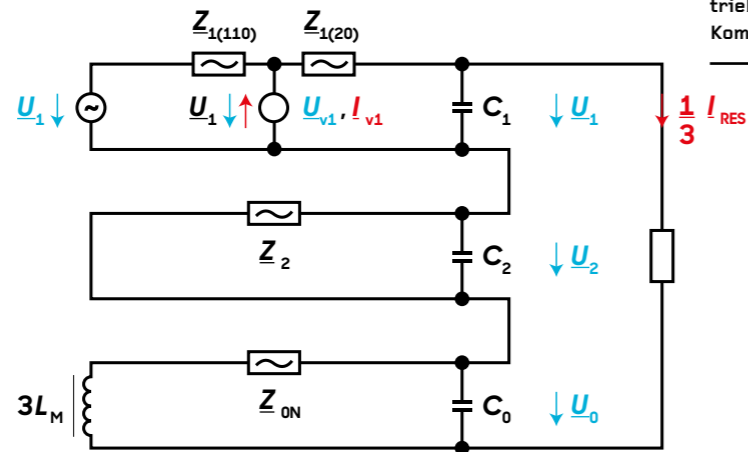 triel
Kom
Z1(110)
Z1(20)
U1
U1
Uv1, Iv1
C1
U1
1/3 IRES
Z2
C2
U2
3LM
Z0N
C0
U0